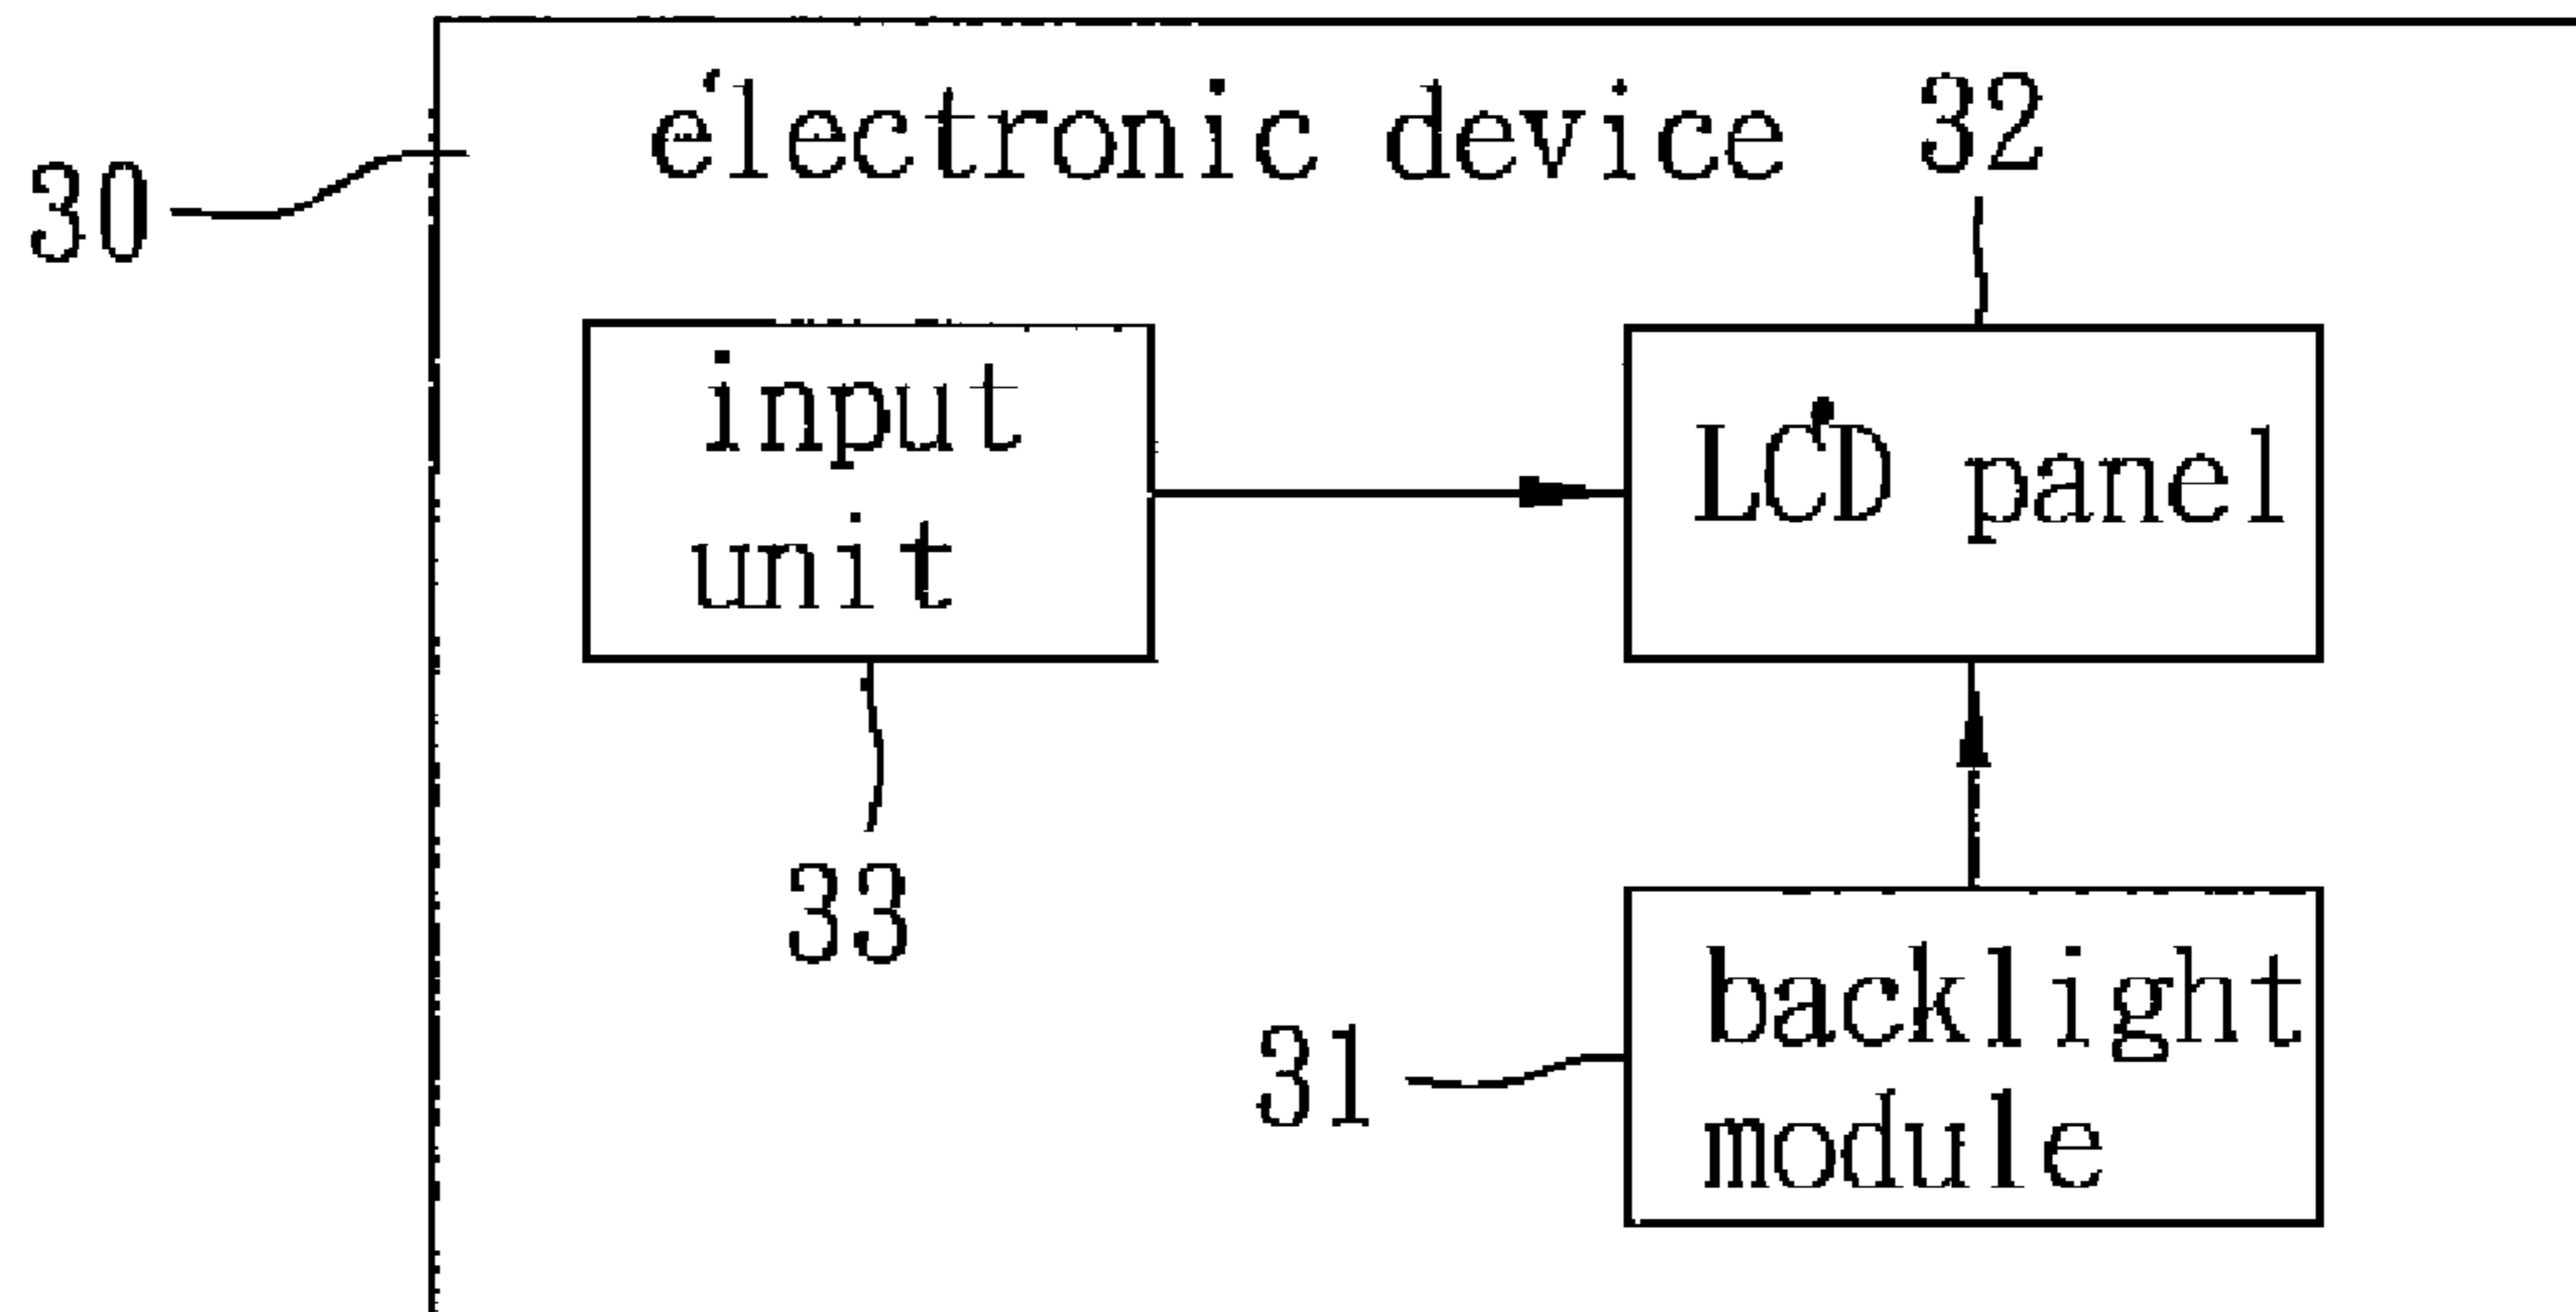 electronic device
32
30
input
unit
LCD panel
33
31
backlight
module